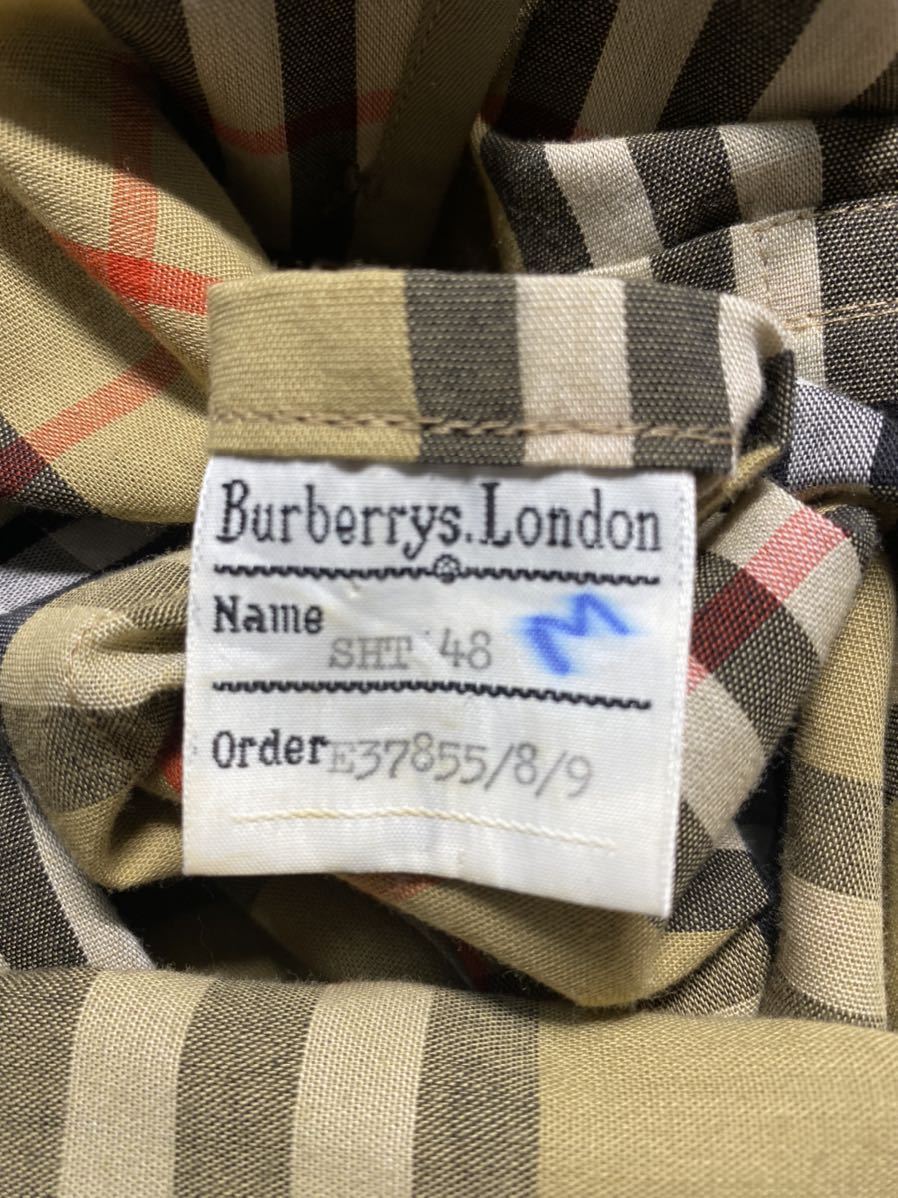 Burberrys.London
Name SHT 48 M
Order E37855/8/9